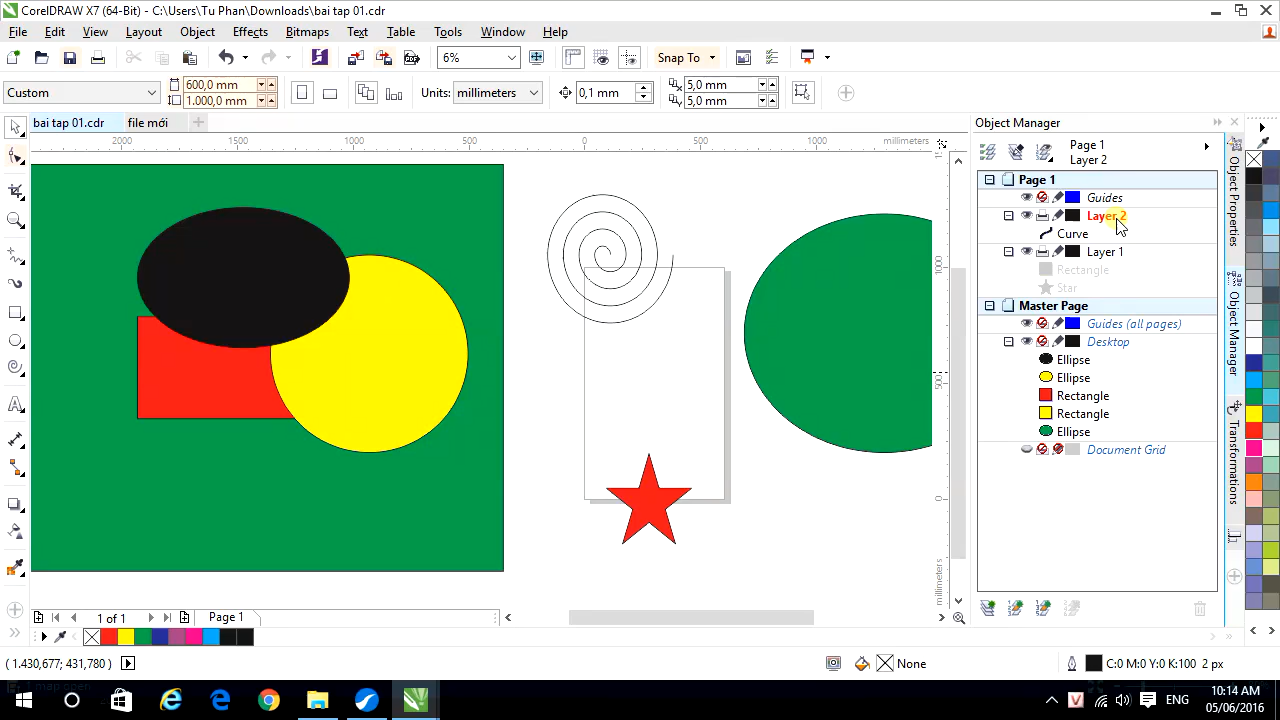 CorelDRAW X7 (64-Bit) - C:\Users\Tu Phan\Downloads\bai tap 01.cdr
File Edit View Layout Object Effects Bitmaps Text Table Tools Window Help
6% Snap To
Custom 600,0 mm 1.000,0 mm Units: millimeters 0,1 mm 5,0 mm 5,0 mm
bai tap 01.cdr file mới
2000 1500 1000 500 0 500 1000 millimeters
1000
500
0
millimeters
Object Manager
Page 1
Layer 2
Page 1
Guides
Layer 2
Curve
Layer 1
Rectangle
Star
Master Page
Guides (all pages)
Desktop
Ellipse
Ellipse
Rectangle
Rectangle
Ellipse
Document Grid
Object Properties
Object Manager
Transformations
1 of 1 Page 1
( 1.430,677; 431,780 ) None C:0 M:0 Y:0 K:100 2 px
ENG
10:14 AM
05/06/2016